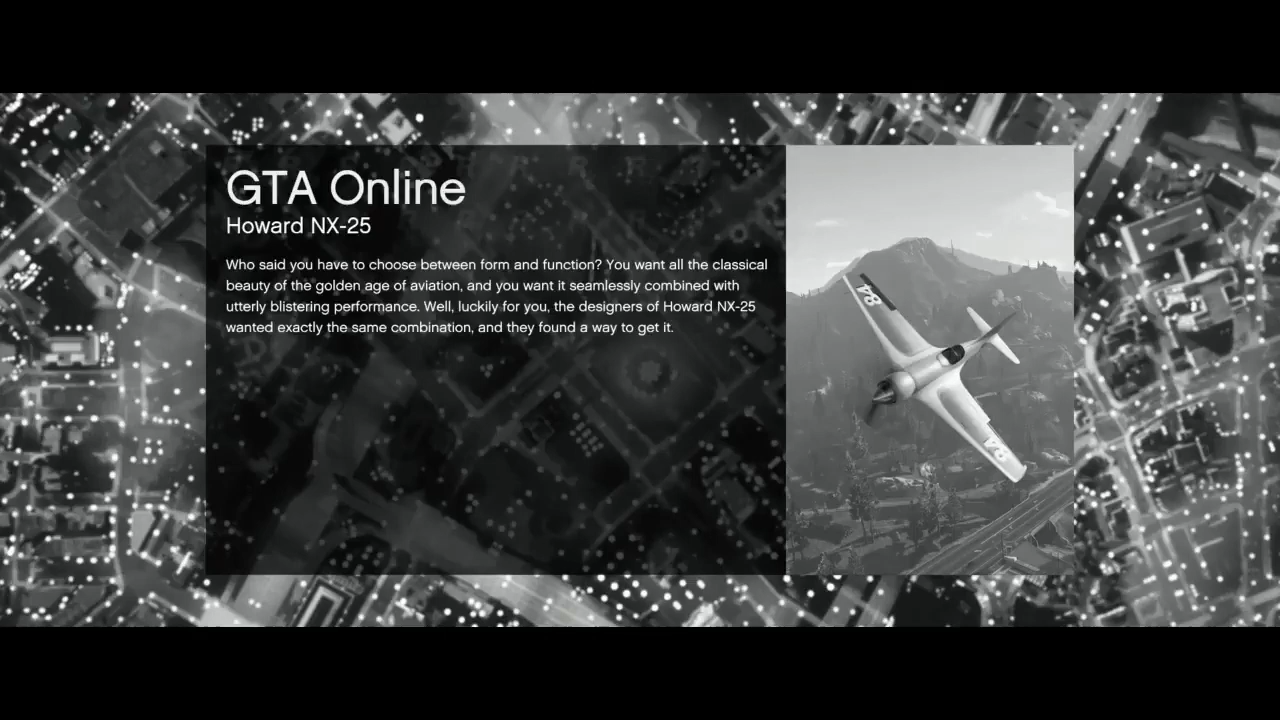 GTA Online
Howard NX-25
Who said you have to choose between form and function? You want all the classical
beauty of the golden age of aviation, and you want it seamlessly combined with
utterly blistering performance. Well, luckily for you, the designers of Howard NX-25
wanted exactly the same combination, and they found a way to get it.
84
84